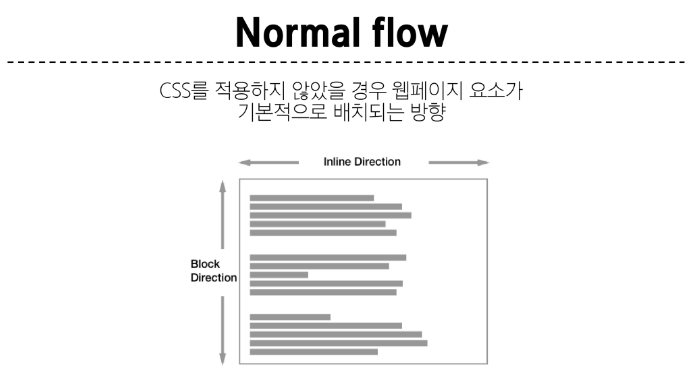 Normal flow
CSS를 적용하지 않았을 경우 웹페이지 요소가
기본적으로 배치되는 방향
Inline Direction
Block
Direction